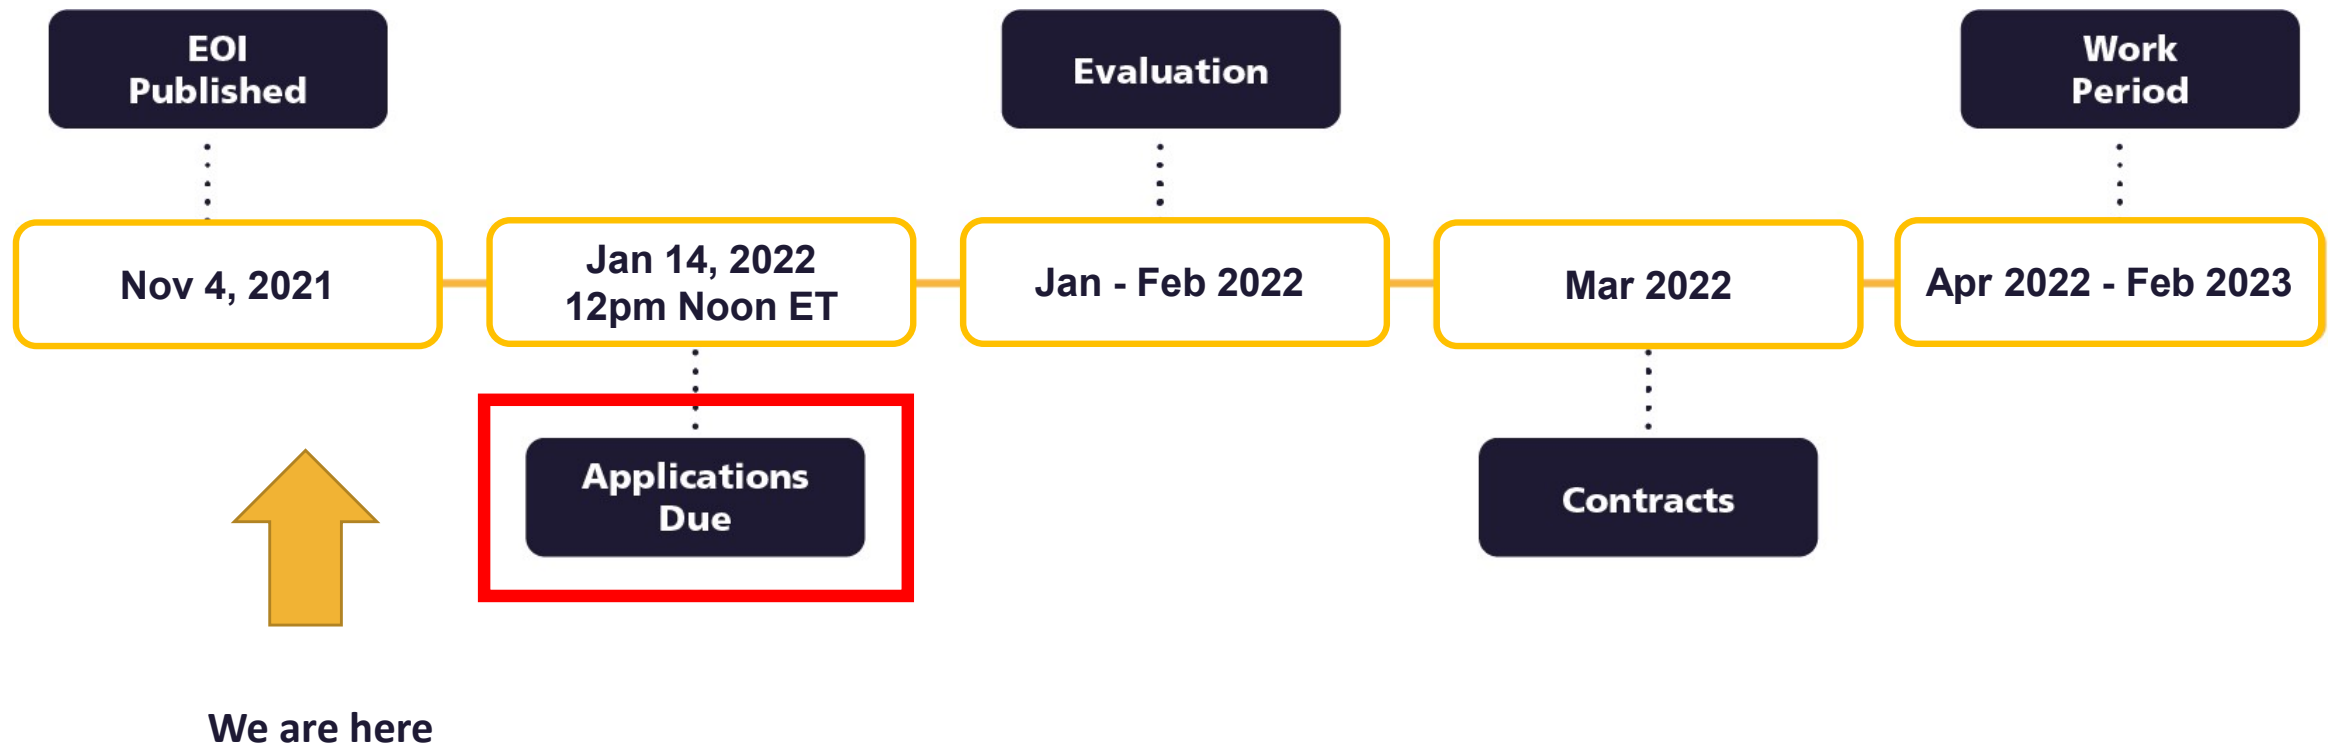 EOI
Published
Evaluation
Work
Period
Nov 4, 2021
Jan 14, 2022
12pm Noon ET
Jan - Feb 2022
Mar 2022
Apr 2022 - Feb 2023
Applications
Due
Contracts
We are here